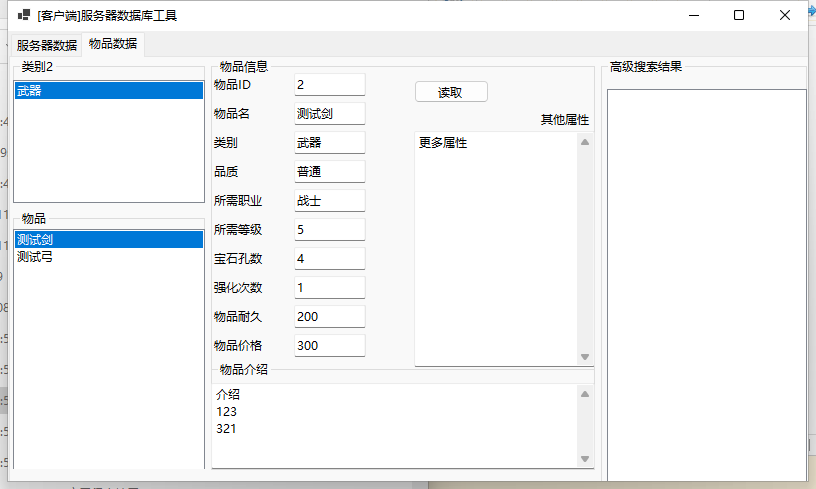 [客户端]服务器数据库工具
服务器数据
物品数据
类别2
武器
物品
测试剑
测试弓
物品信息
物品ID
2
物品名
测试剑
类别
武器
品质
普通
所需职业
战士
所需等级
5
宝石孔数
4
强化次数
1
物品耐久
200
物品价格
300
读取
其他属性
更多属性
物品介绍
介绍
123
321
高级搜索结果